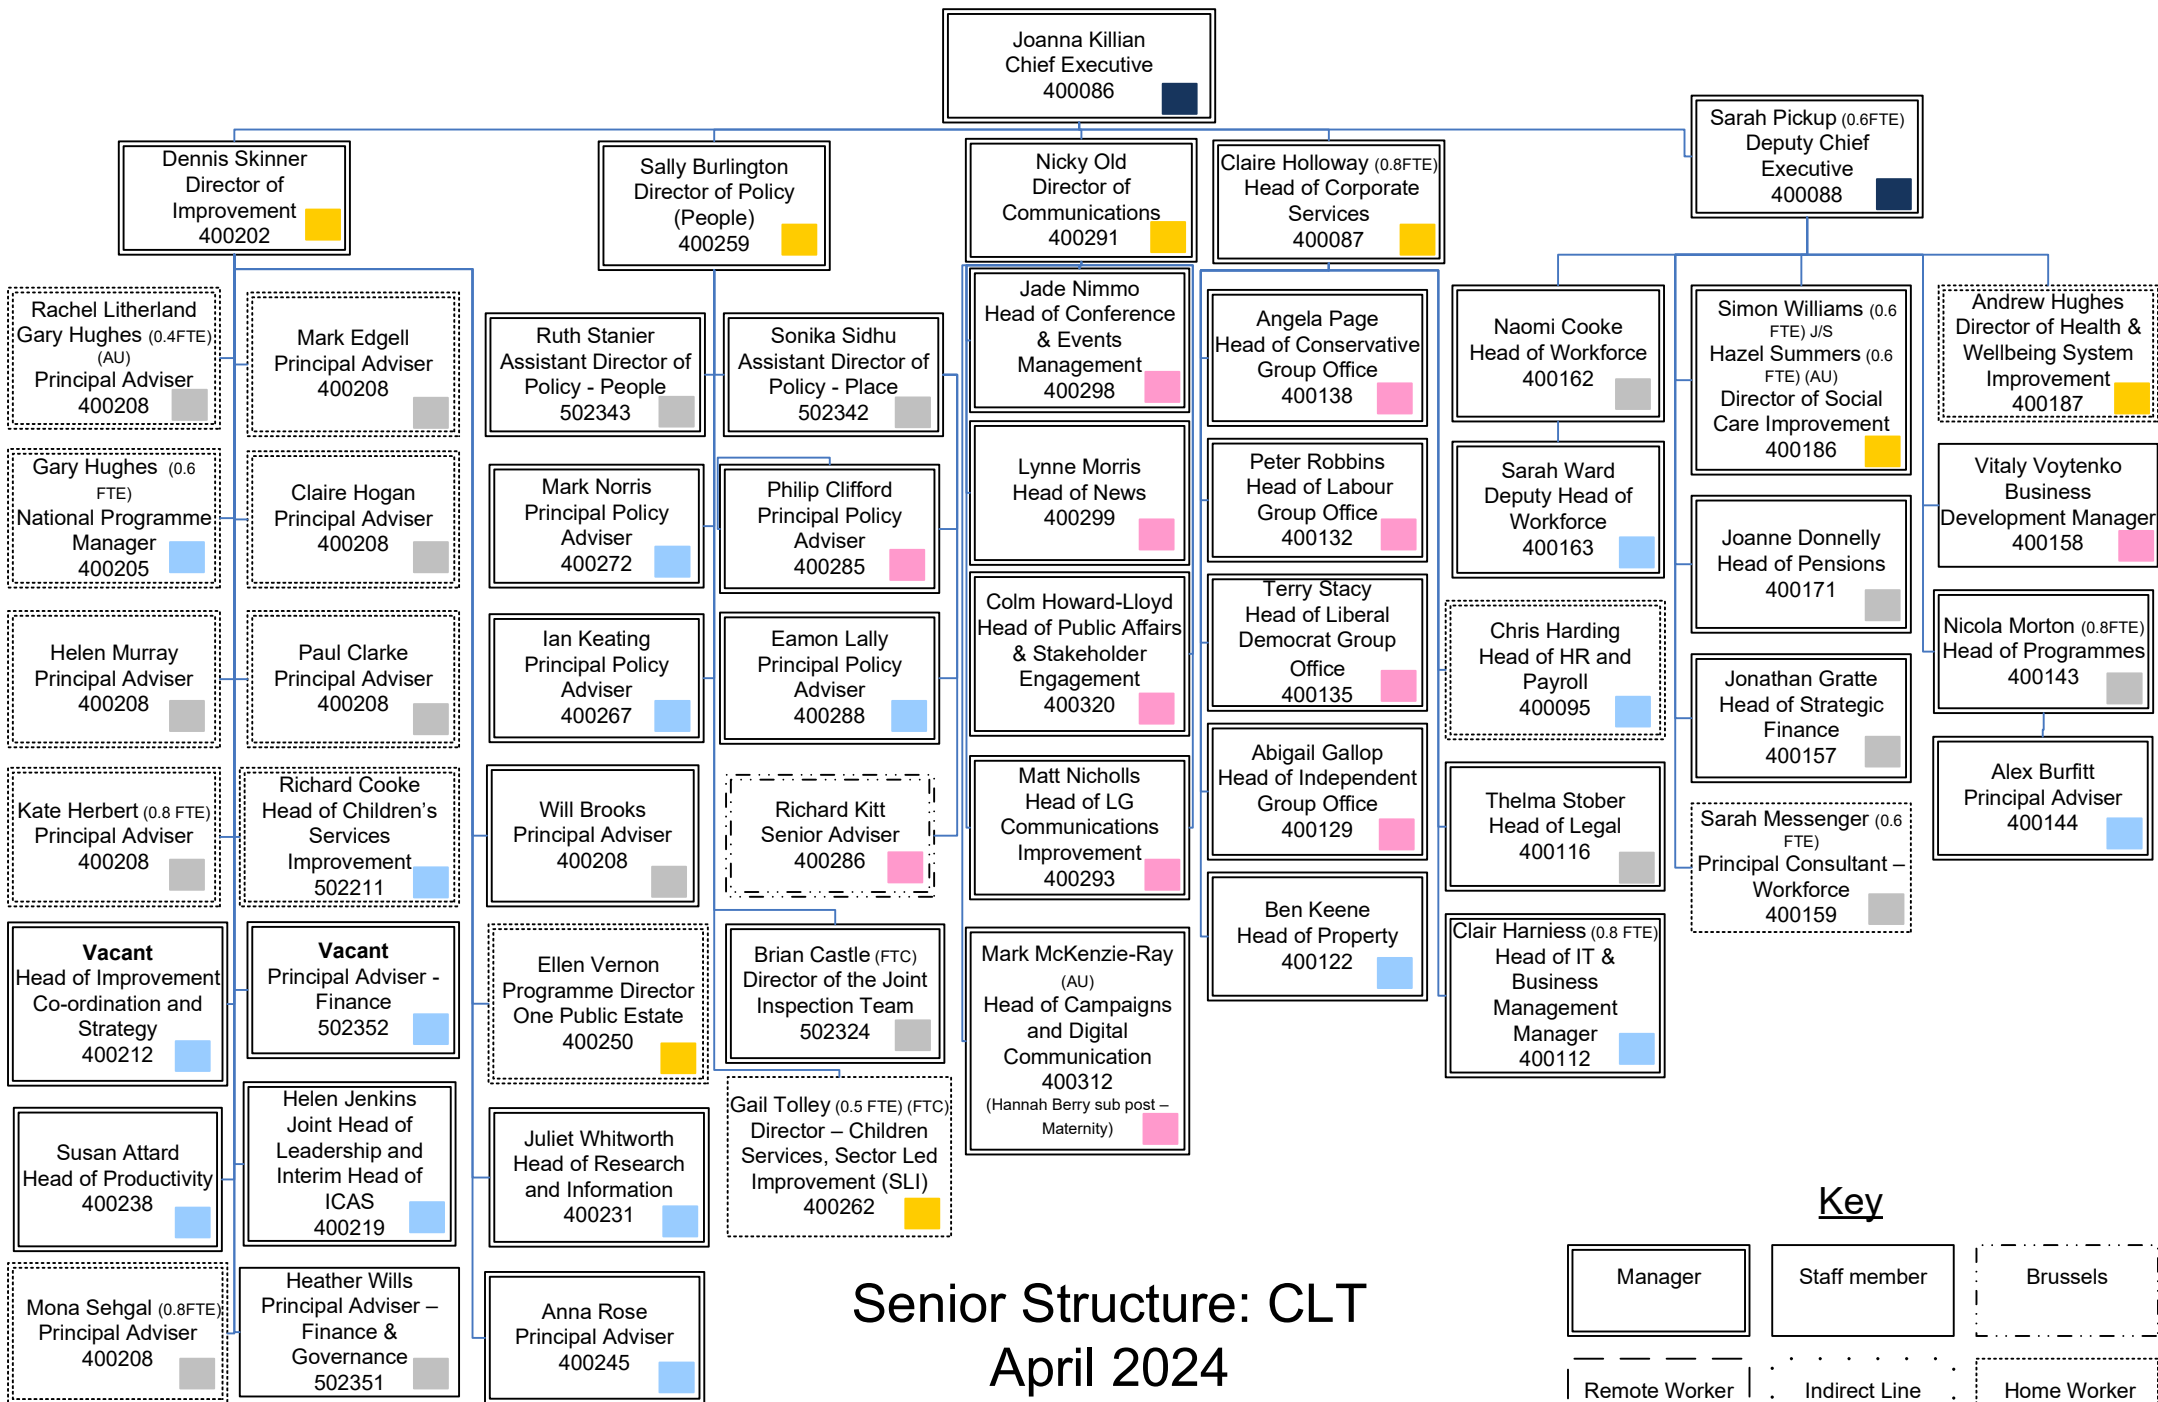 Joanna Killian
Chief Executive
400086
Sarah Pickup (0.6FTE)
Deputy Chief
Executive
400088
Dennis Skinner
Director of
Improvement
400202
Sally Burlington
Director of Policy
(People)
400259
Nicky Old
Director of
Communications
400291
Claire Holloway (0.8FTE)
Head of Corporate
Services
400087
Rachel Litherland
Gary Hughes (0.4FTE)
(AU)
Principal Adviser
400208
Mark Edgell
Principal Adviser
400208
Gary Hughes (0.6
FTE)
National Programme
Manager
400205
Claire Hogan
Principal Adviser
400208
Helen Murray
Principal Adviser
400208
Paul Clarke
Principal Adviser
400208
Kate Herbert (0.8 FTE)
Principal Adviser
400208
Richard Cooke
Head of Children’s
Services
Improvement
502211
Vacant
Head of Improvement
Co-ordination and
Strategy
400212
Vacant
Principal Adviser -
Finance
502352
Susan Attard
Head of Productivity
400238
Helen Jenkins
Joint Head of
Leadership and
Interim Head of
ICAS
400219
Mona Sehgal (0.8FTE)
Principal Adviser
400208
Heather Wills
Principal Adviser –
Finance &
Governance
502351
Ruth Stanier
Assistant Director of
Policy - People
502343
Sonika Sidhu
Assistant Director of
Policy - Place
502342
Mark Norris
Principal Policy
Adviser
400272
Philip Clifford
Principal Policy
Adviser
400285
Ian Keating
Principal Policy
Adviser
400267
Eamon Lally
Principal Policy
Adviser
400288
Will Brooks
Principal Adviser
400208
Richard Kitt
Senior Adviser
400286
Ellen Vernon
Programme Director
One Public Estate
400250
Brian Castle (FTC)
Director of the Joint
Inspection Team
502324
Juliet Whitworth
Head of Research
and Information
400231
Gail Tolley (0.5 FTE) (FTC)
Director – Children
Services, Sector Led
Improvement (SLI)
400262
Anna Rose
Principal Adviser
400245
Jade Nimmo
Head of Conference
& Events
Management
400298
Lynne Morris
Head of News
400299
Colm Howard-Lloyd
Head of Public Affairs
& Stakeholder
Engagement
400320
Matt Nicholls
Head of LG
Communications
Improvement
400293
Mark McKenzie-Ray
(AU)
Head of Campaigns
and Digital
Communication
400312
(Hannah Berry sub post –
Maternity)
Angela Page
Head of Conservative
Group Office
400138
Peter Robbins
Head of Labour
Group Office
400132
Terry Stacy
Head of Liberal
Democrat Group
Office
400135
Abigail Gallop
Head of Independent
Group Office
400129
Ben Keene
Head of Property
400122
Naomi Cooke
Head of Workforce
400162
Sarah Ward
Deputy Head of
Workforce
400163
Chris Harding
Head of HR and
Payroll
400095
Thelma Stober
Head of Legal
400116
Clair Harniess (0.8 FTE)
Head of IT &
Business
Management
Manager
400112
Simon Williams (0.6
FTE) J/S
Hazel Summers (0.6
FTE) (AU)
Director of Social
Care Improvement
400186
Joanne Donnelly
Head of Pensions
400171
Jonathan Gratte
Head of Strategic
Finance
400157
Sarah Messenger (0.6
FTE)
Principal Consultant –
Workforce
400159
Andrew Hughes
Director of Health &
Wellbeing System
Improvement
400187
Vitaly Voytenko
Business
Development Manager
400158
Nicola Morton (0.8FTE)
Head of Programmes
400143
Alex Burfitt
Principal Adviser
400144
Senior Structure: CLT
April 2024
Key
Manager
Staff member
Brussels
Remote Worker
Indirect Line
Home Worker